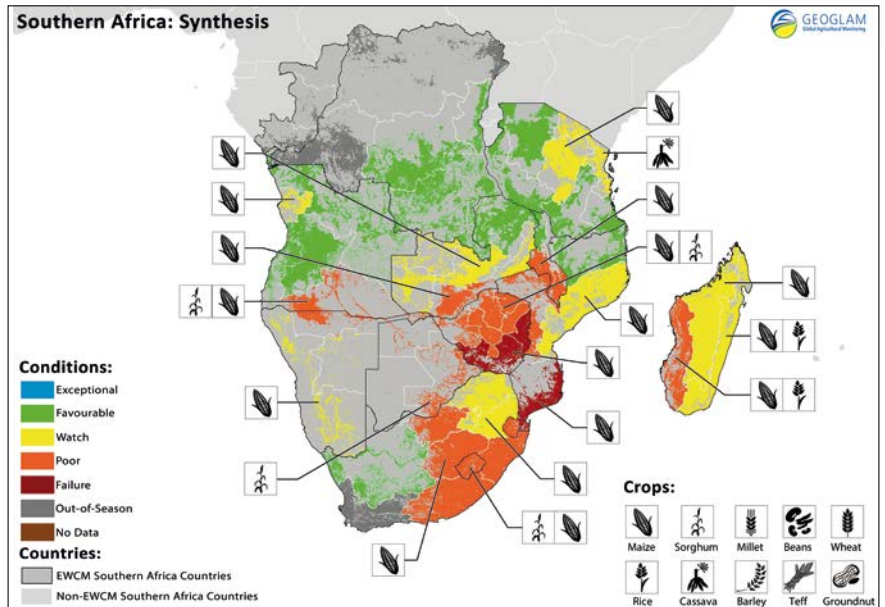 Southern Africa: Synthesis
GEOGLAM
Global Agricultural Monitoring
Conditions:
Exceptional
Favourable
Watch
Poor
Failure
Out-of-Season
No Data
Countries:
EWCM Southern Africa Countries
Non-EWCM Southern Africa Countries
Crops:
Maize Sorghum Millet Beans Wheat
Rice Cassava Barley Teff Groundnut